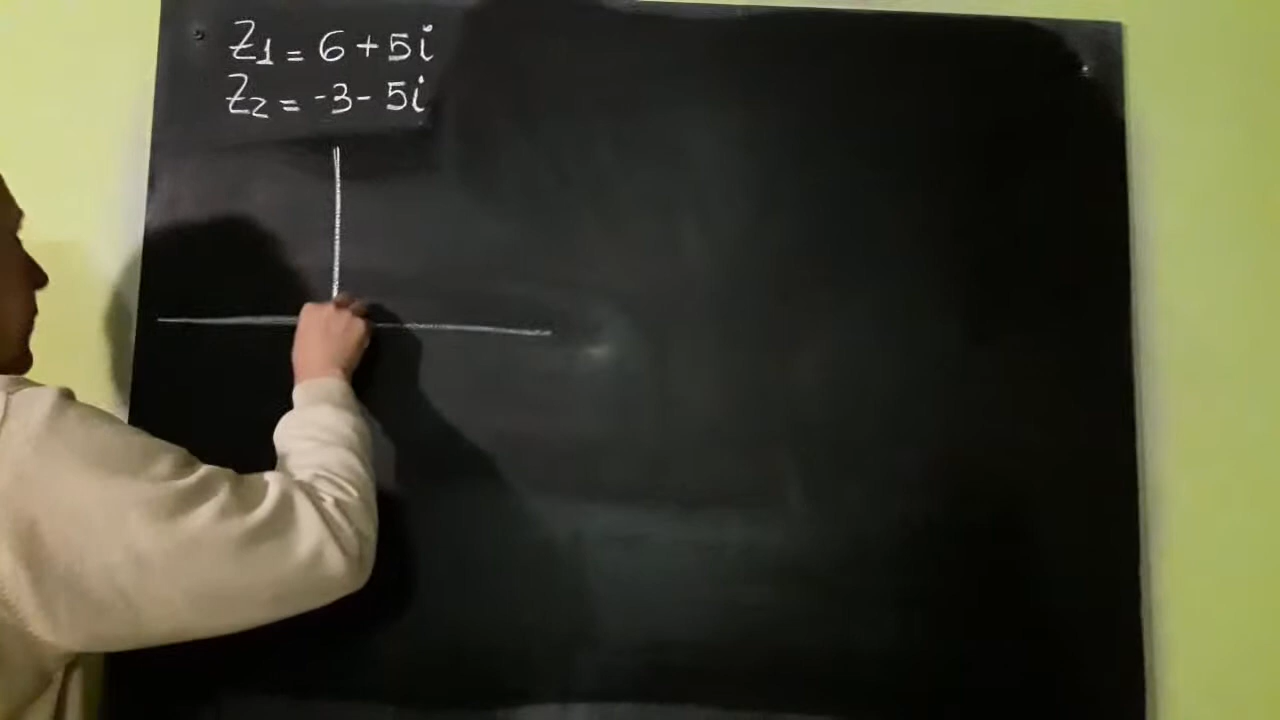 Z1 = 6 + 5i
Z2 = -3 - 5i